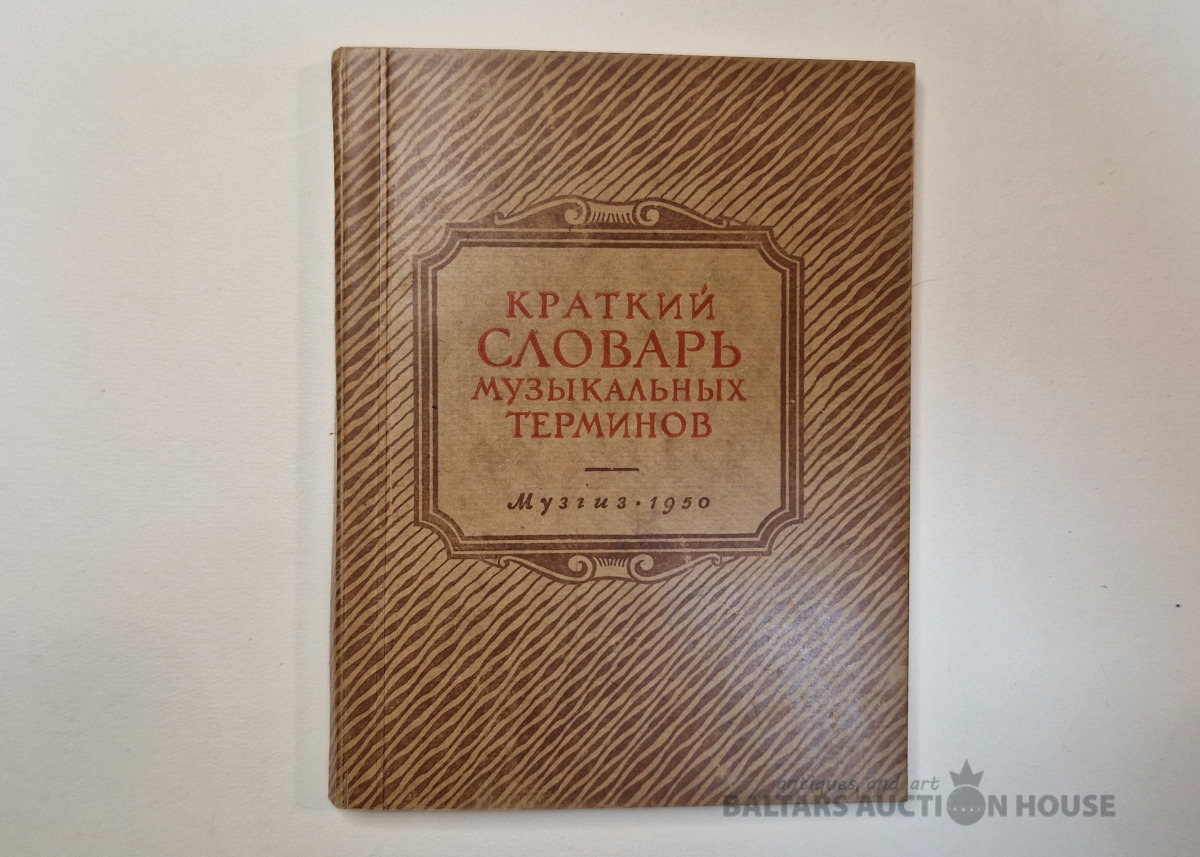 КРАТКИЙ
СЛОВАРЬ
МУЗЫКАЛЬНЫХ
ТЕРМИНОВ
Музгиз · 1950
antiques, and art
BALTARS AUCTION HOUSE